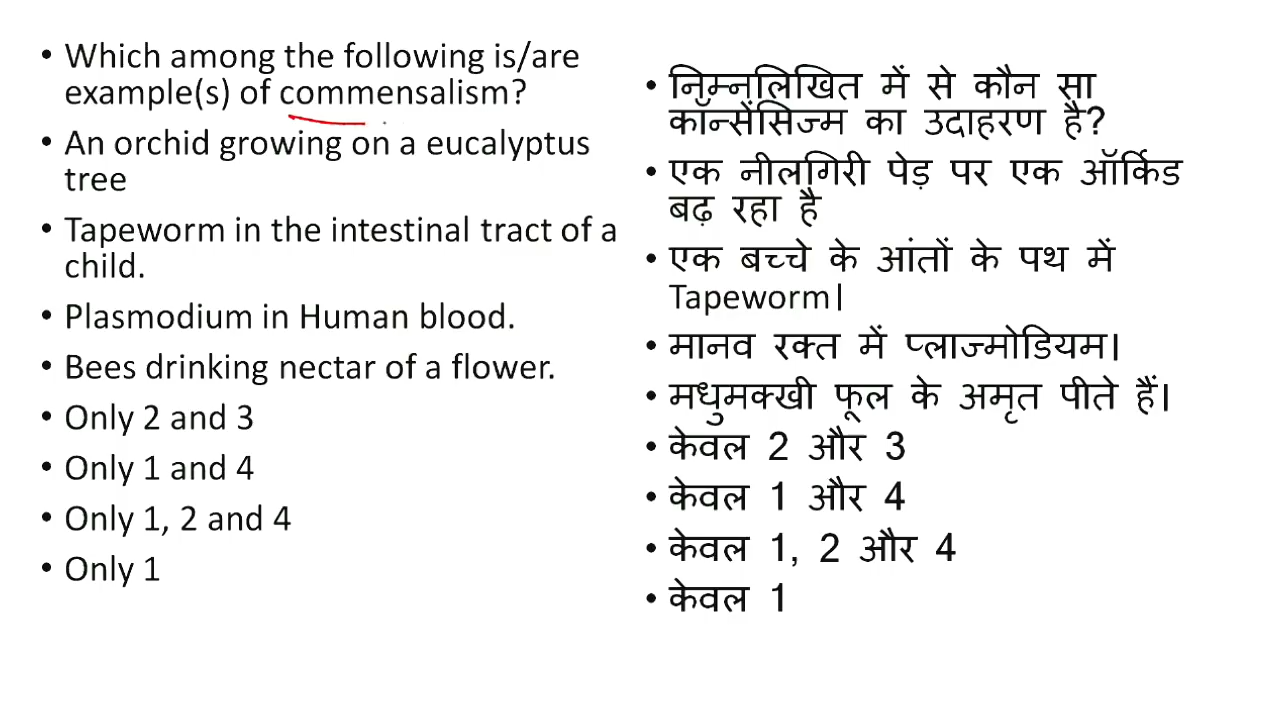 • Which among the following is/are
example(s) of commensalism?
• An orchid growing on a eucalyptus
tree
• Tapeworm in the intestinal tract of a
child.
• Plasmodium in Human blood.
• Bees drinking nectar of a flower.
• Only 2 and 3
• Only 1 and 4
• Only 1, 2 and 4
• Only 1
• निम्नलिखित में से कौन सा
कॉन्सेंसिज्म का उदाहरण है?
• एक नीलगिरी पेड़ पर एक ऑर्किड
बढ़ रहा है
• एक बच्चे के आंतों के पथ में
Tapeworm।
• मानव रक्त में प्लाज्मोडियम।
• मधुमक्खी फूल के अमृत पीते हैं।
• केवल 2 और 3
• केवल 1 और 4
• केवल 1, 2 और 4
• केवल 1